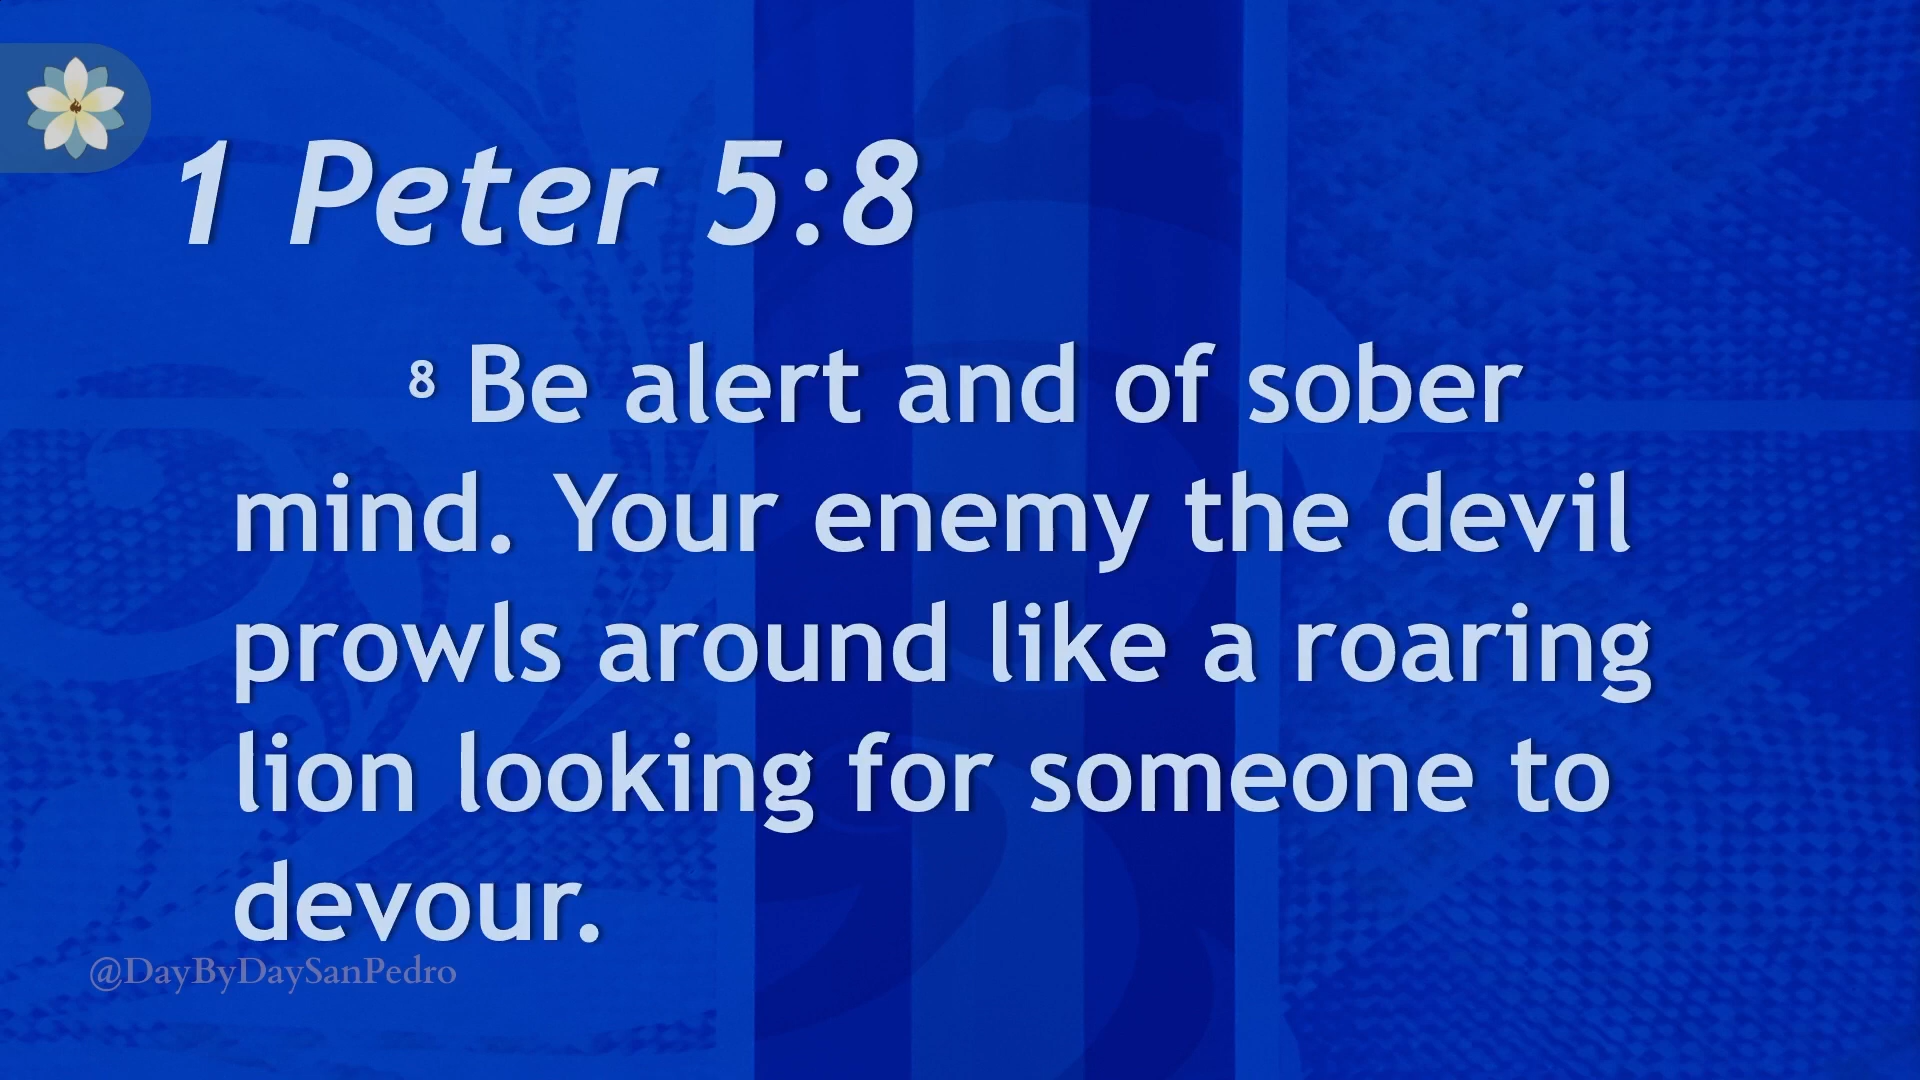 1 Peter 5:8
8 Be alert and of sober
mind. Your enemy the devil
prowls around like a roaring
lion looking for someone to
devour.
@DayByDaySanPedro